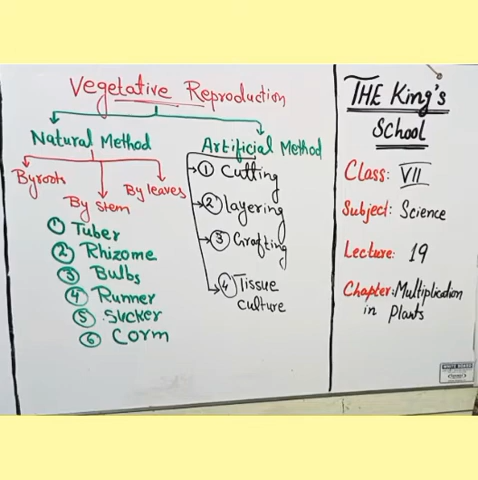 Vegetative Reproduction
Natural Method
By roots
By stem
By leaves
① Tuber
② Rhizome
③ Bulbs
④ Runner
⑤ Sucker
⑥ Corm
Artificial Method
① Cutting
② layering
③ Grafting
④ Tissue
culture
THE King's
School
Class: VII
Subject: Science
Lecture: 19
Chapter: Multiplication
in Plants
WHITE BOARD